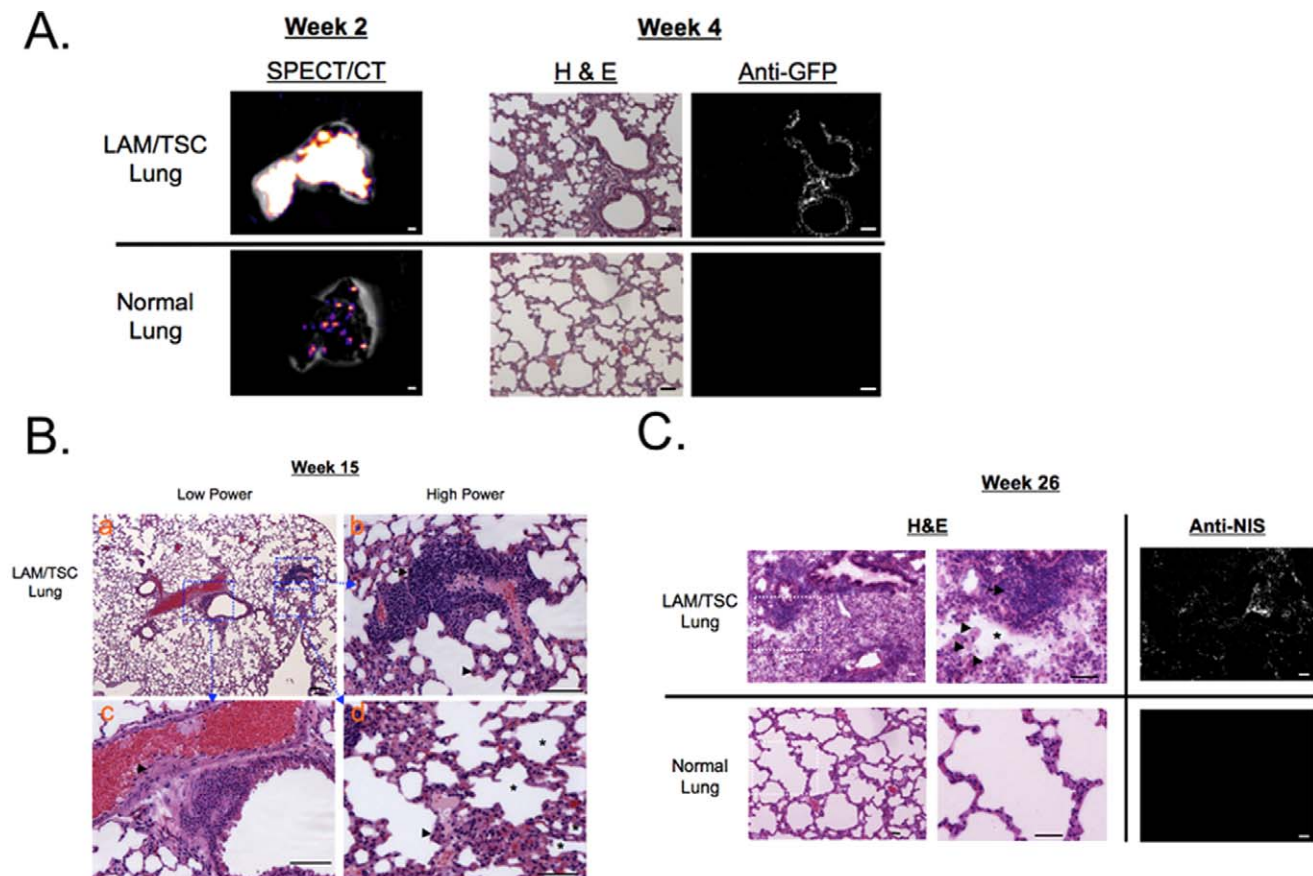 A.
Week 2
Week 4
SPECT/CT
H & E
Anti-GFP
LAM/TSC
Lung
Normal
Lung
B.
Week 15
Low Power
High Power
LAM/TSC
Lung
a
b
c
d
C.
Week 26
H&E
Anti-NIS
LAM/TSC
Lung
Normal
Lung